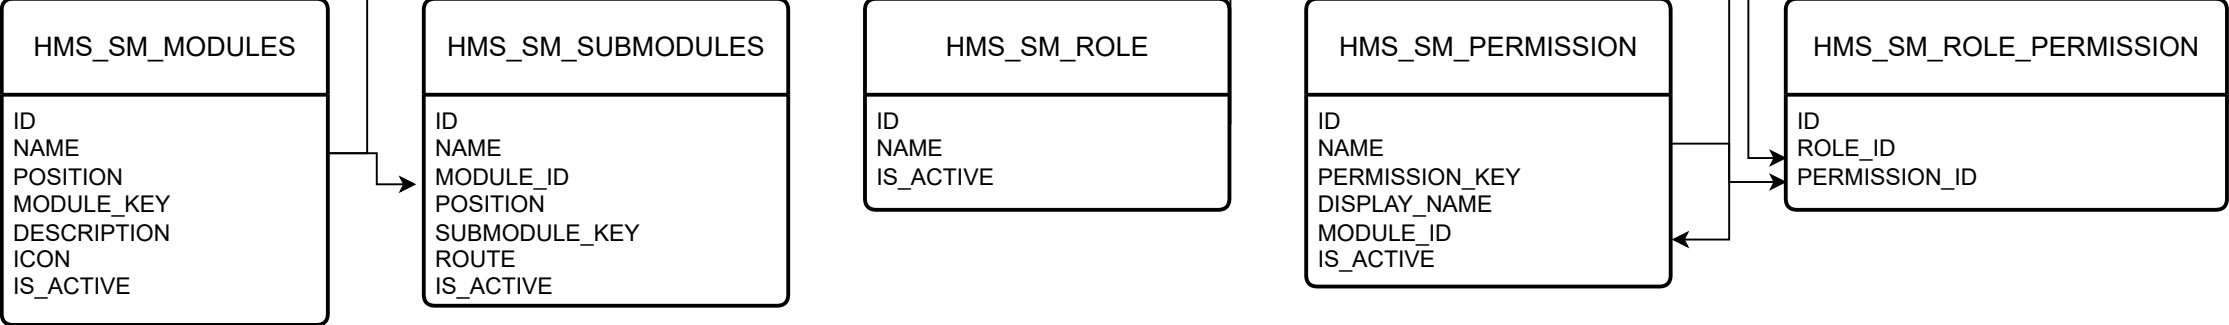 HMS_SM_MODULES
ID
NAME
POSITION
MODULE_KEY
DESCRIPTION
ICON
IS_ACTIVE
HMS_SM_SUBMODULES
ID
NAME
MODULE_ID
POSITION
SUBMODULE_KEY
ROUTE
IS_ACTIVE
HMS_SM_ROLE
ID
NAME
IS_ACTIVE
HMS_SM_PERMISSION
ID
NAME
PERMISSION_KEY
DISPLAY_NAME
MODULE_ID
IS_ACTIVE
HMS_SM_ROLE_PERMISSION
ID
ROLE_ID
PERMISSION_ID